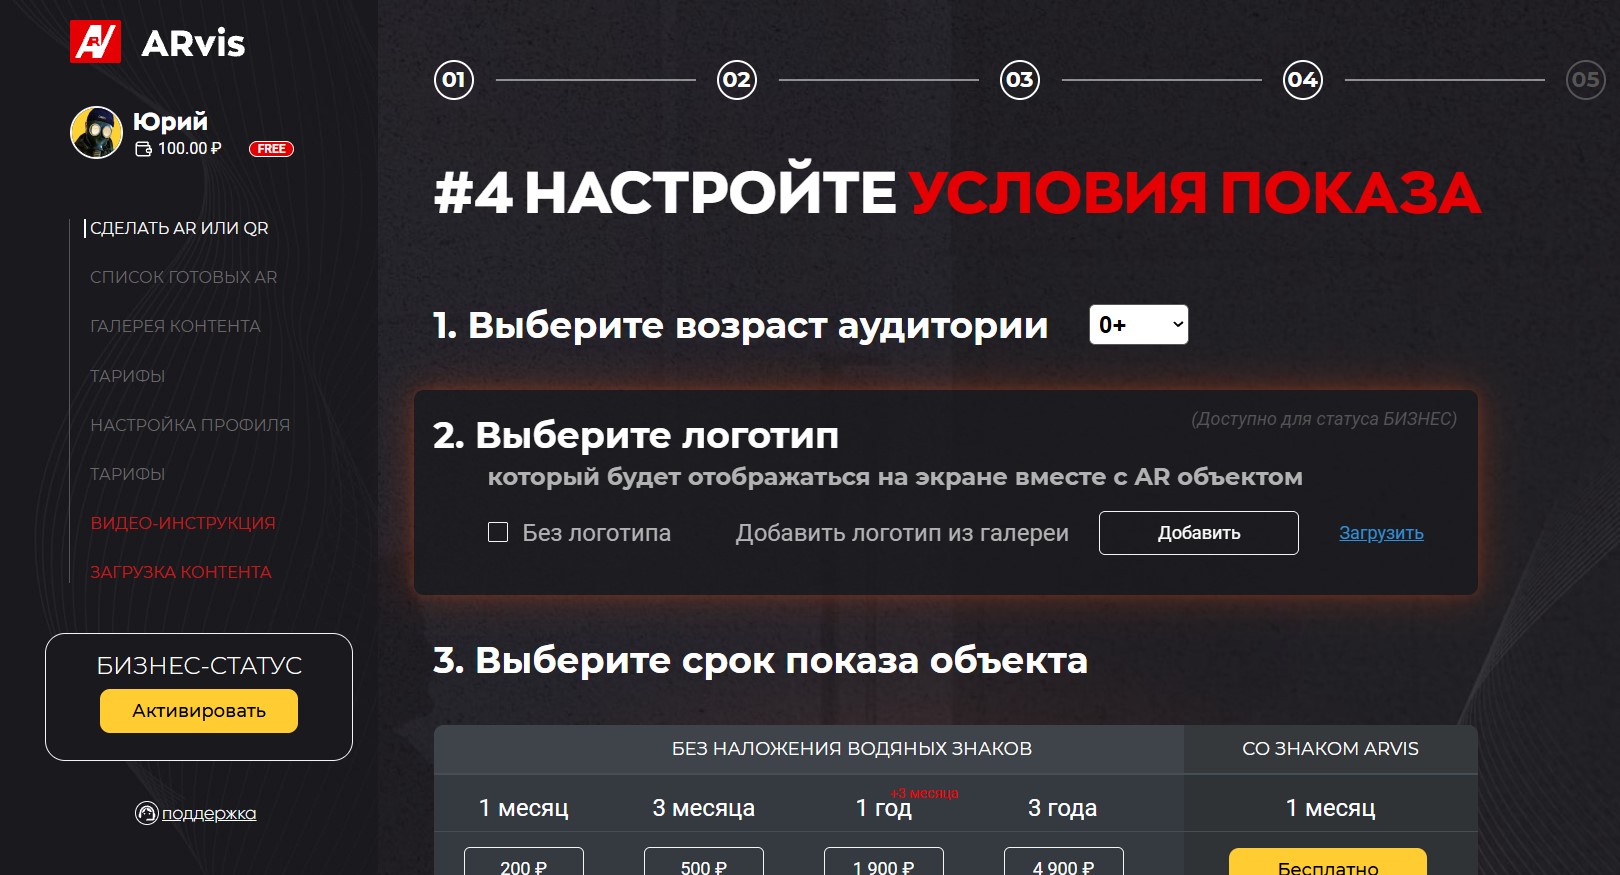 ARvis
Юрий
100.00 ₽
FREE
СДЕЛАТЬ AR ИЛИ QR
СПИСОК ГОТОВЫХ AR
ГАЛЕРЕЯ КОНТЕНТА
ТАРИФЫ
НАСТРОЙКА ПРОФИЛЯ
ТАРИФЫ
ВИДЕО-ИНСТРУКЦИЯ
ЗАГРУЗКА КОНТЕНТА
БИЗНЕС-СТАТУС
Активировать
поддержка
01 02 03 04 05
#4 НАСТРОЙТЕ УСЛОВИЯ ПОКАЗА
1. Выберите возраст аудитории 0+
(Доступно для статуса БИЗНЕС)
2. Выберите логотип
который будет отображаться на экране вместе с AR объектом
Без логотипа Добавить логотип из галереи Добавить Загрузить
3. Выберите срок показа объекта
БЕЗ НАЛОЖЕНИЯ ВОДЯНЫХ ЗНАКОВ СО ЗНАКОМ ARVIS
+3 месяца
1 месяц 3 месяца 1 год 3 года 1 месяц
200 ₽ 500 ₽ 1 900 ₽ 4 900 ₽ Бесплатно